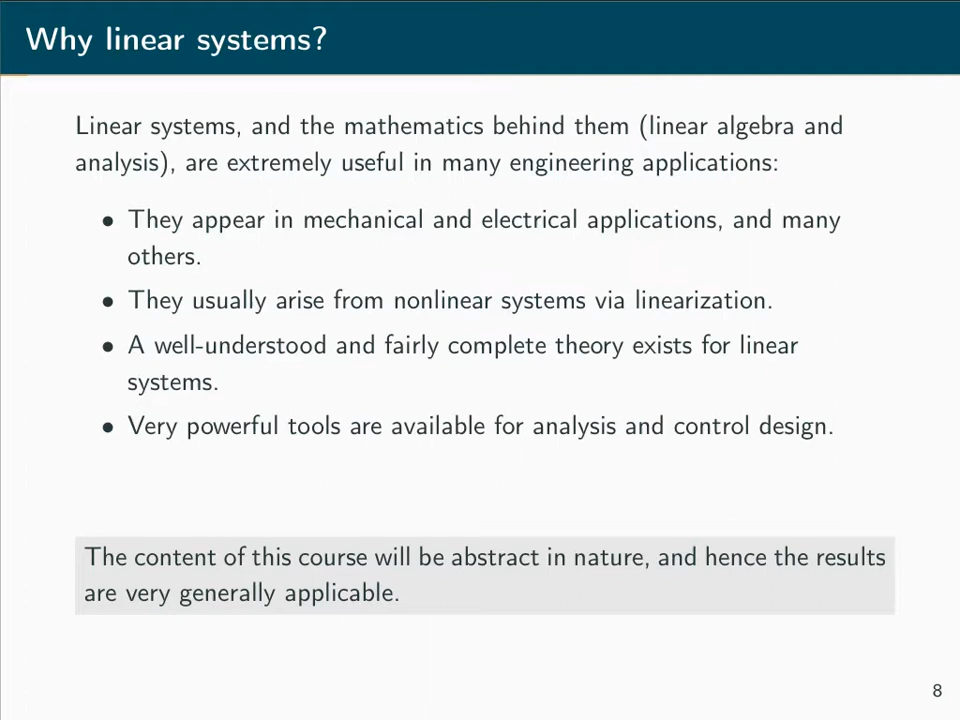 Why linear systems?
Linear systems, and the mathematics behind them (linear algebra and
analysis), are extremely useful in many engineering applications:
• They appear in mechanical and electrical applications, and many
others.
• They usually arise from nonlinear systems via linearization.
• A well-understood and fairly complete theory exists for linear
systems.
• Very powerful tools are available for analysis and control design.
The content of this course will be abstract in nature, and hence the results
are very generally applicable.
8